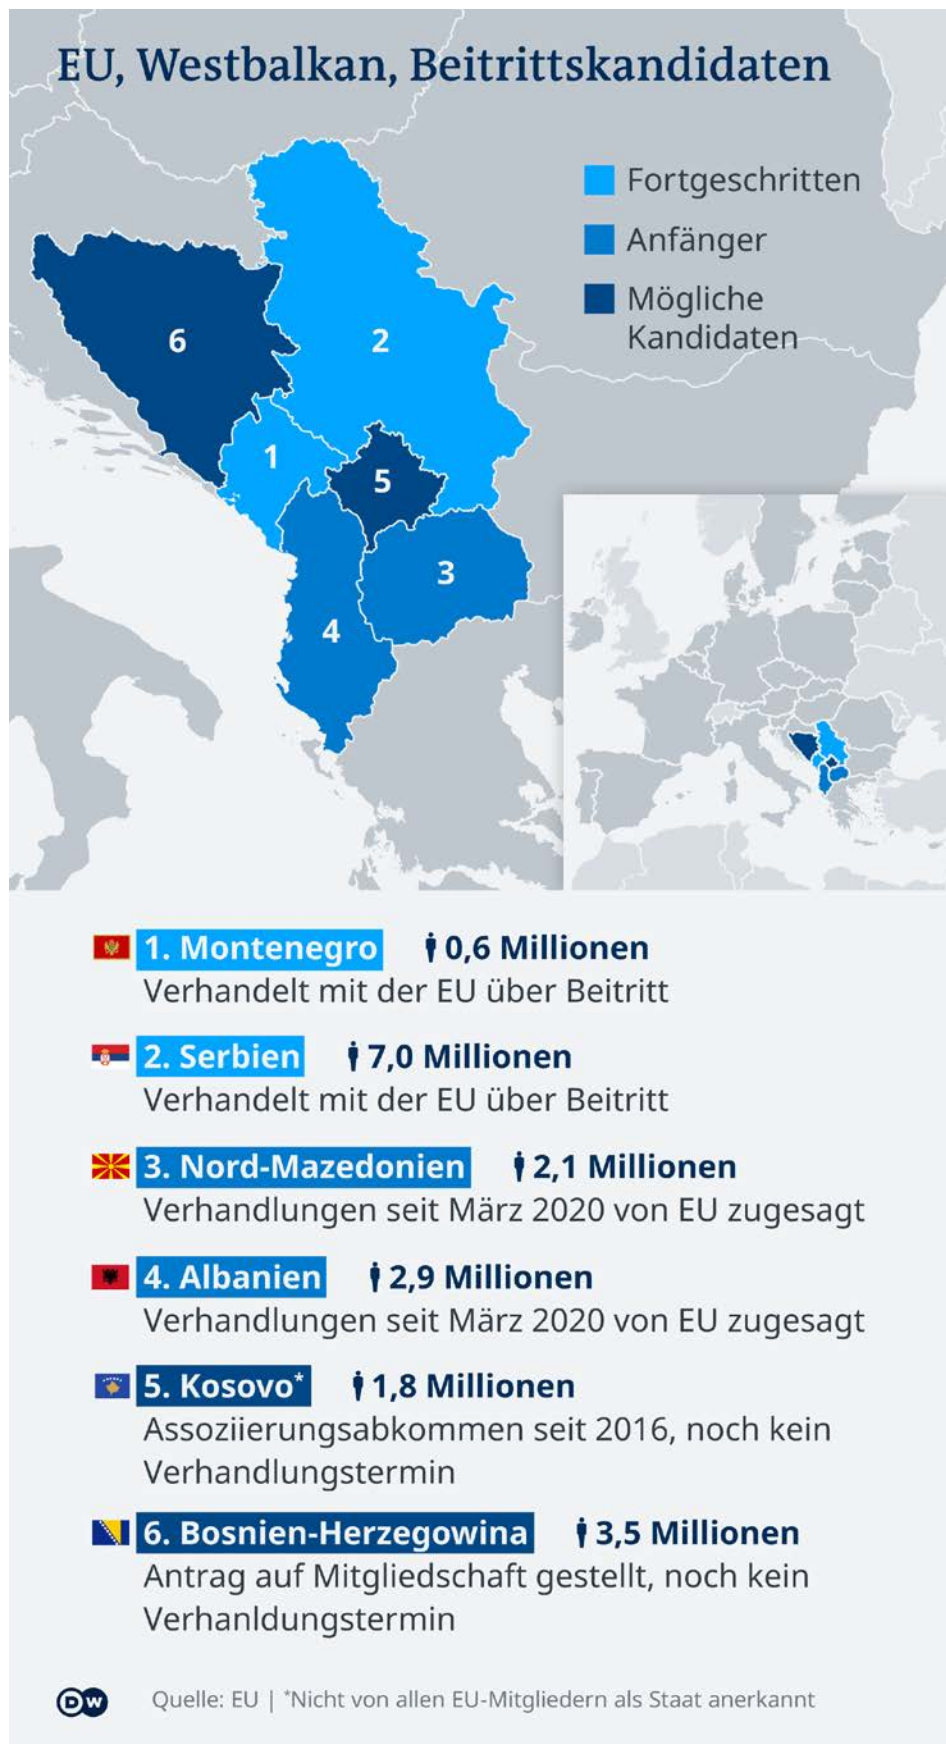 EU, Westbalkan, Beitrittskandidaten
Fortgeschritten
Anfänger
Mögliche
Kandidaten
6
2
1
5
3
4
1. Montenegro 0,6 Millionen
Verhandelt mit der EU über Beitritt
2. Serbien 7,0 Millionen
Verhandelt mit der EU über Beitritt
3. Nord-Mazedonien 2,1 Millionen
Verhandlungen seit März 2020 von EU zugesagt
4. Albanien 2,9 Millionen
Verhandlungen seit März 2020 von EU zugesagt
5. Kosovo* 1,8 Millionen
Assoziierungsabkommen seit 2016, noch kein
Verhandlungstermin
6. Bosnien-Herzegowina 3,5 Millionen
Antrag auf Mitgliedschaft gestellt, noch kein
Verhanldungstermin
DW Quelle: EU | *Nicht von allen EU-Mitgliedern als Staat anerkannt